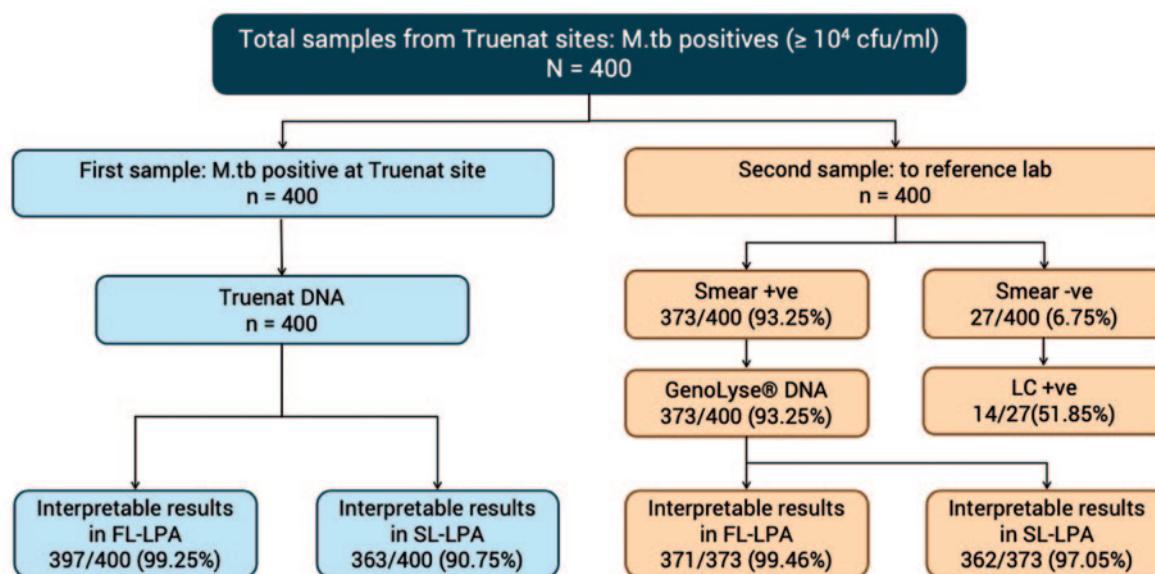 Total samples from Truenat sites: M.tb positives (≥ 10⁴ cfu/ml)
N = 400
First sample: M.tb positive at Truenat site
n = 400
Second sample: to reference lab
n = 400
Truenat DNA
n = 400
Smear +ve
373/400 (93.25%)
Smear -ve
27/400 (6.75%)
GenoLyse® DNA
373/400 (93.25%)
LC +ve
14/27(51.85%)
Interpretable results
in FL-LPA
397/400 (99.25%)
Interpretable results
in SL-LPA
363/400 (90.75%)
Interpretable results
in FL-LPA
371/373 (99.46%)
Interpretable results
in SL-LPA
362/373 (97.05%)